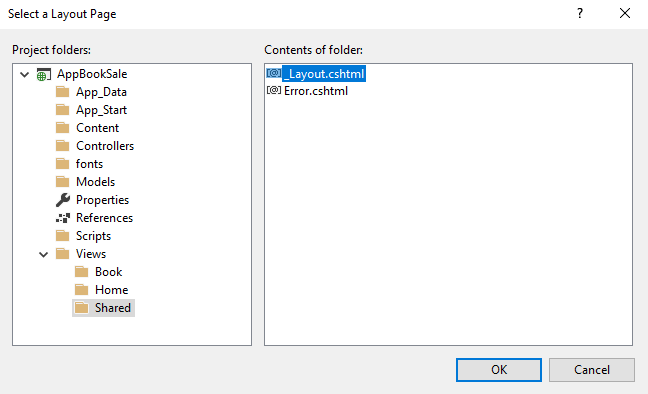 Select a Layout Page
?
Project folders:
Contents of folder:
AppBookSale
App_Data
App_Start
Content
Controllers
fonts
Models
Properties
References
Scripts
Views
Book
Home
Shared
_Layout.cshtml
Error.cshtml
OK
Cancel